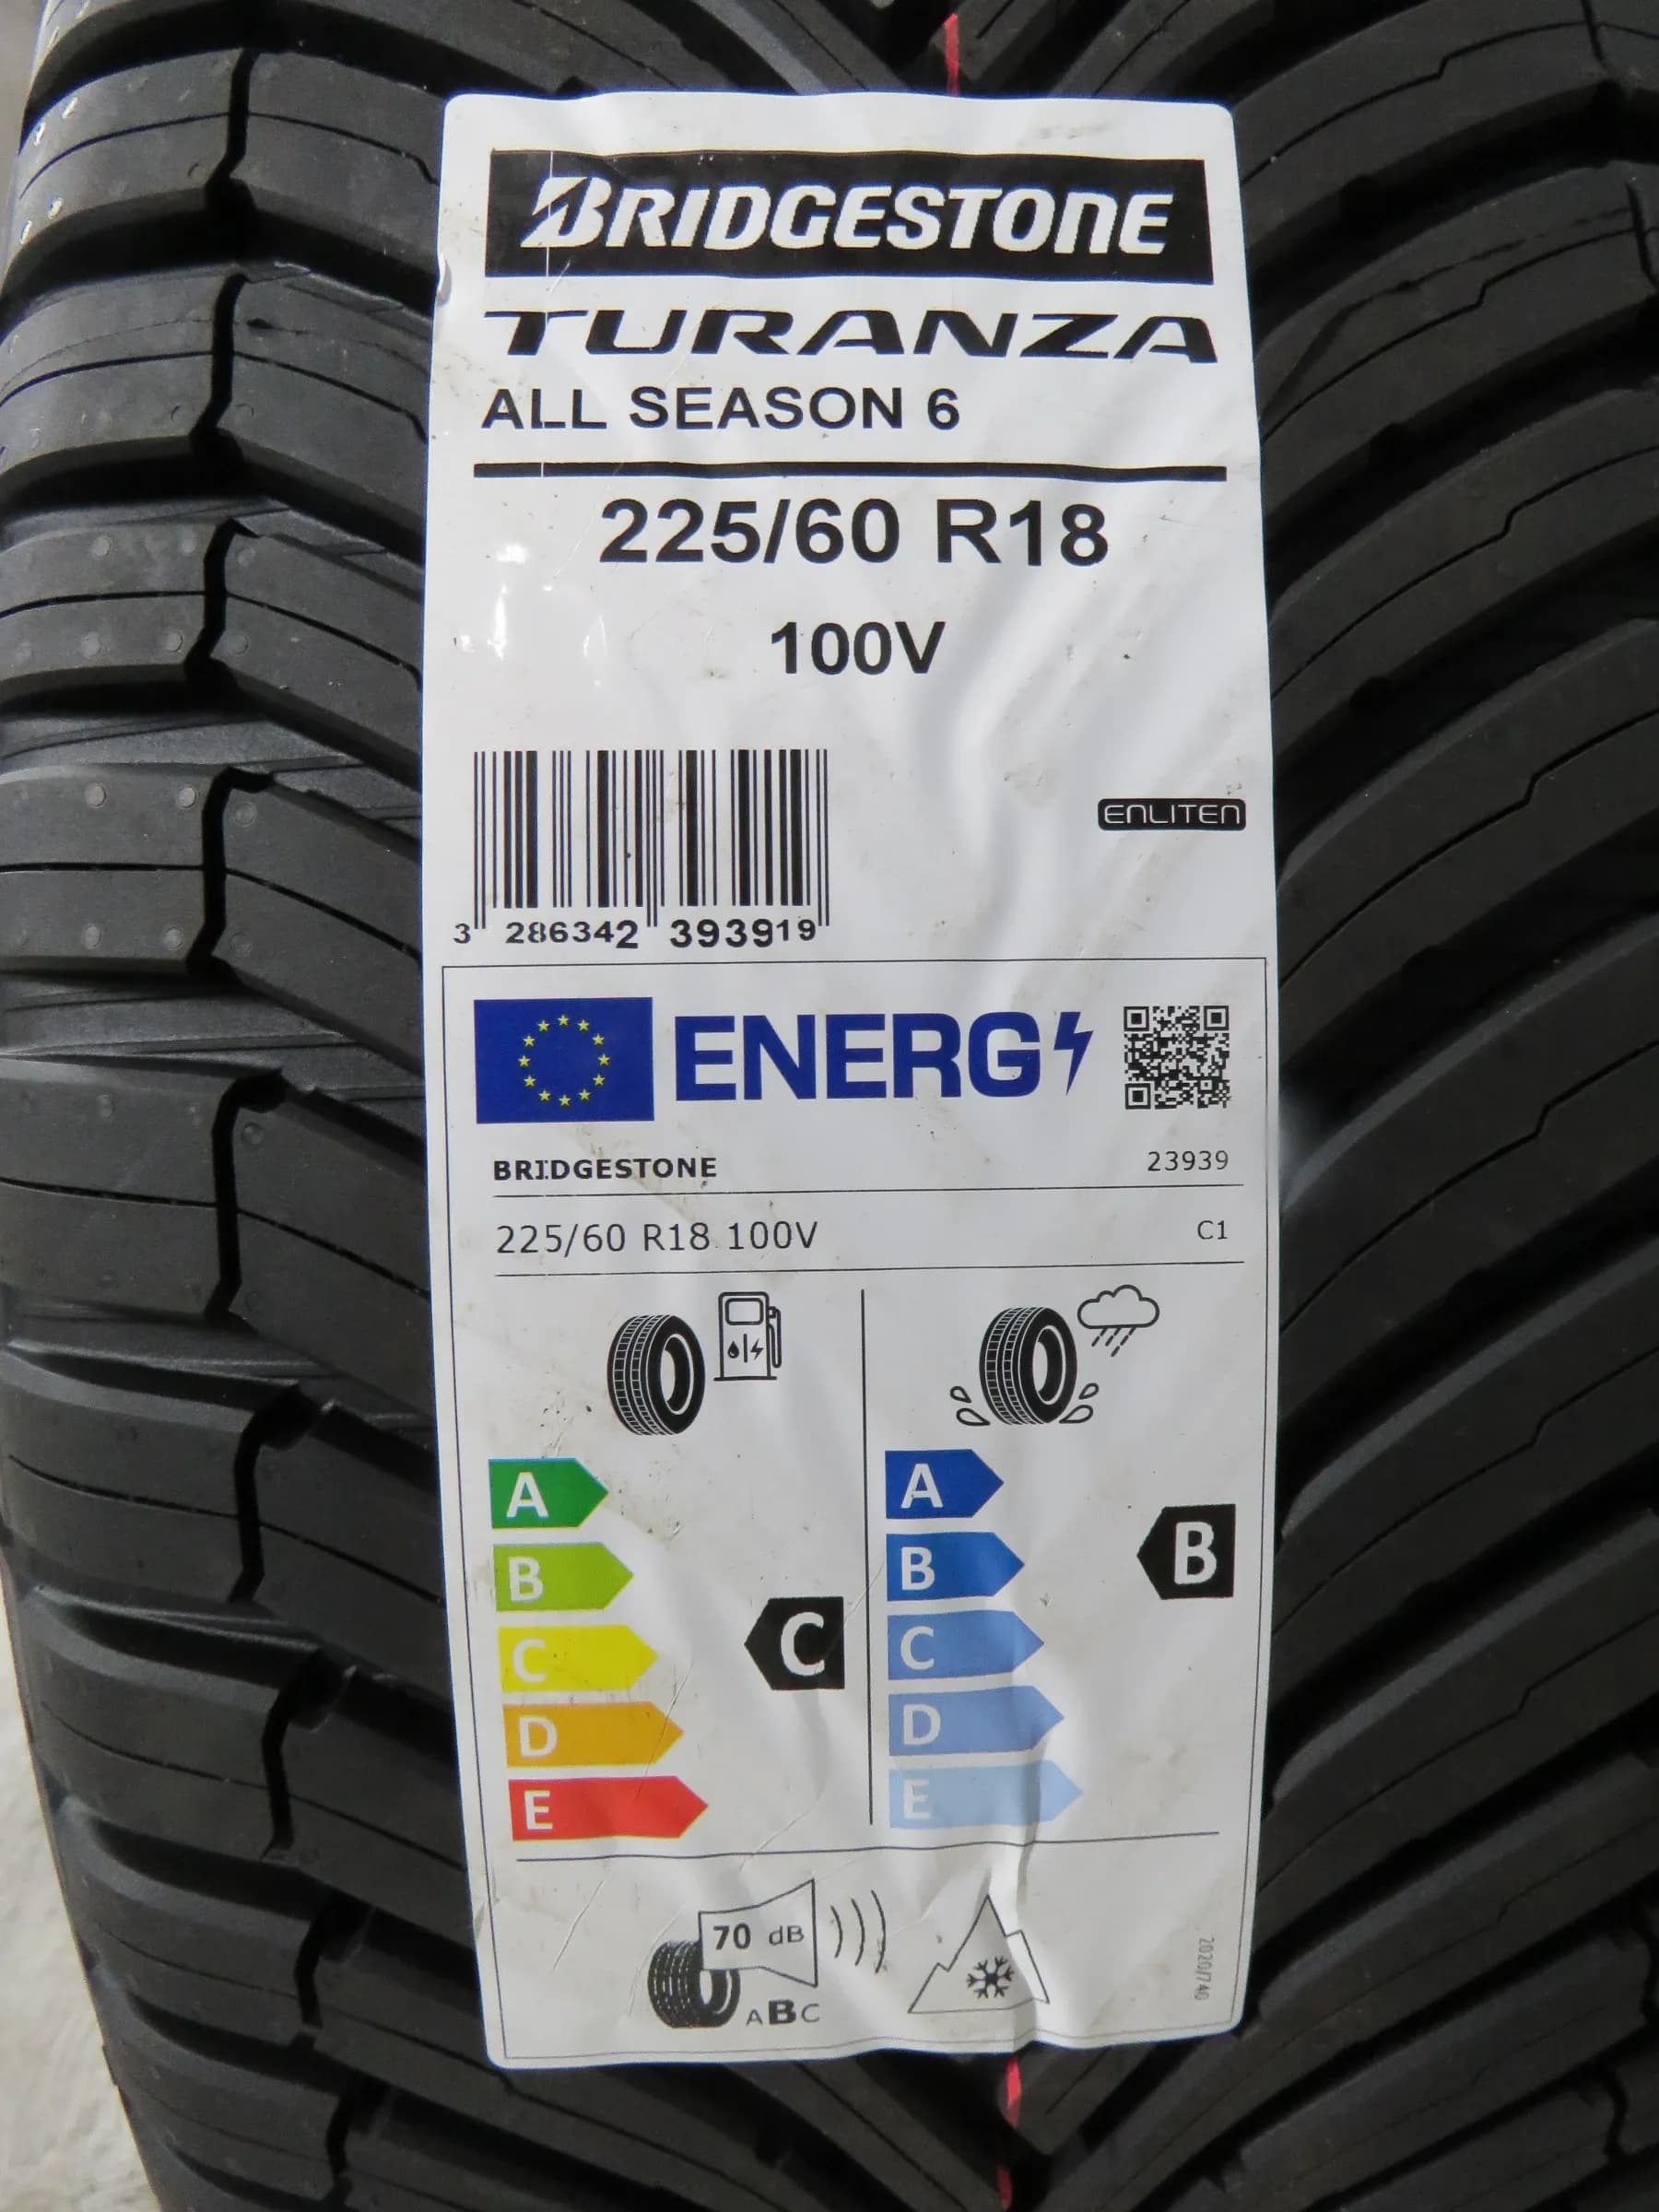 BRIDGESTONE
TURANZA
ALL SEASON 6
225/60 R18
100V
ENLITEN
3 286342 393919
ENERG
BRIDGESTONE 23939
225/60 R18 100V C1
A A
B B B
C C C
D D
E E
70 dB
ABC
2020/740